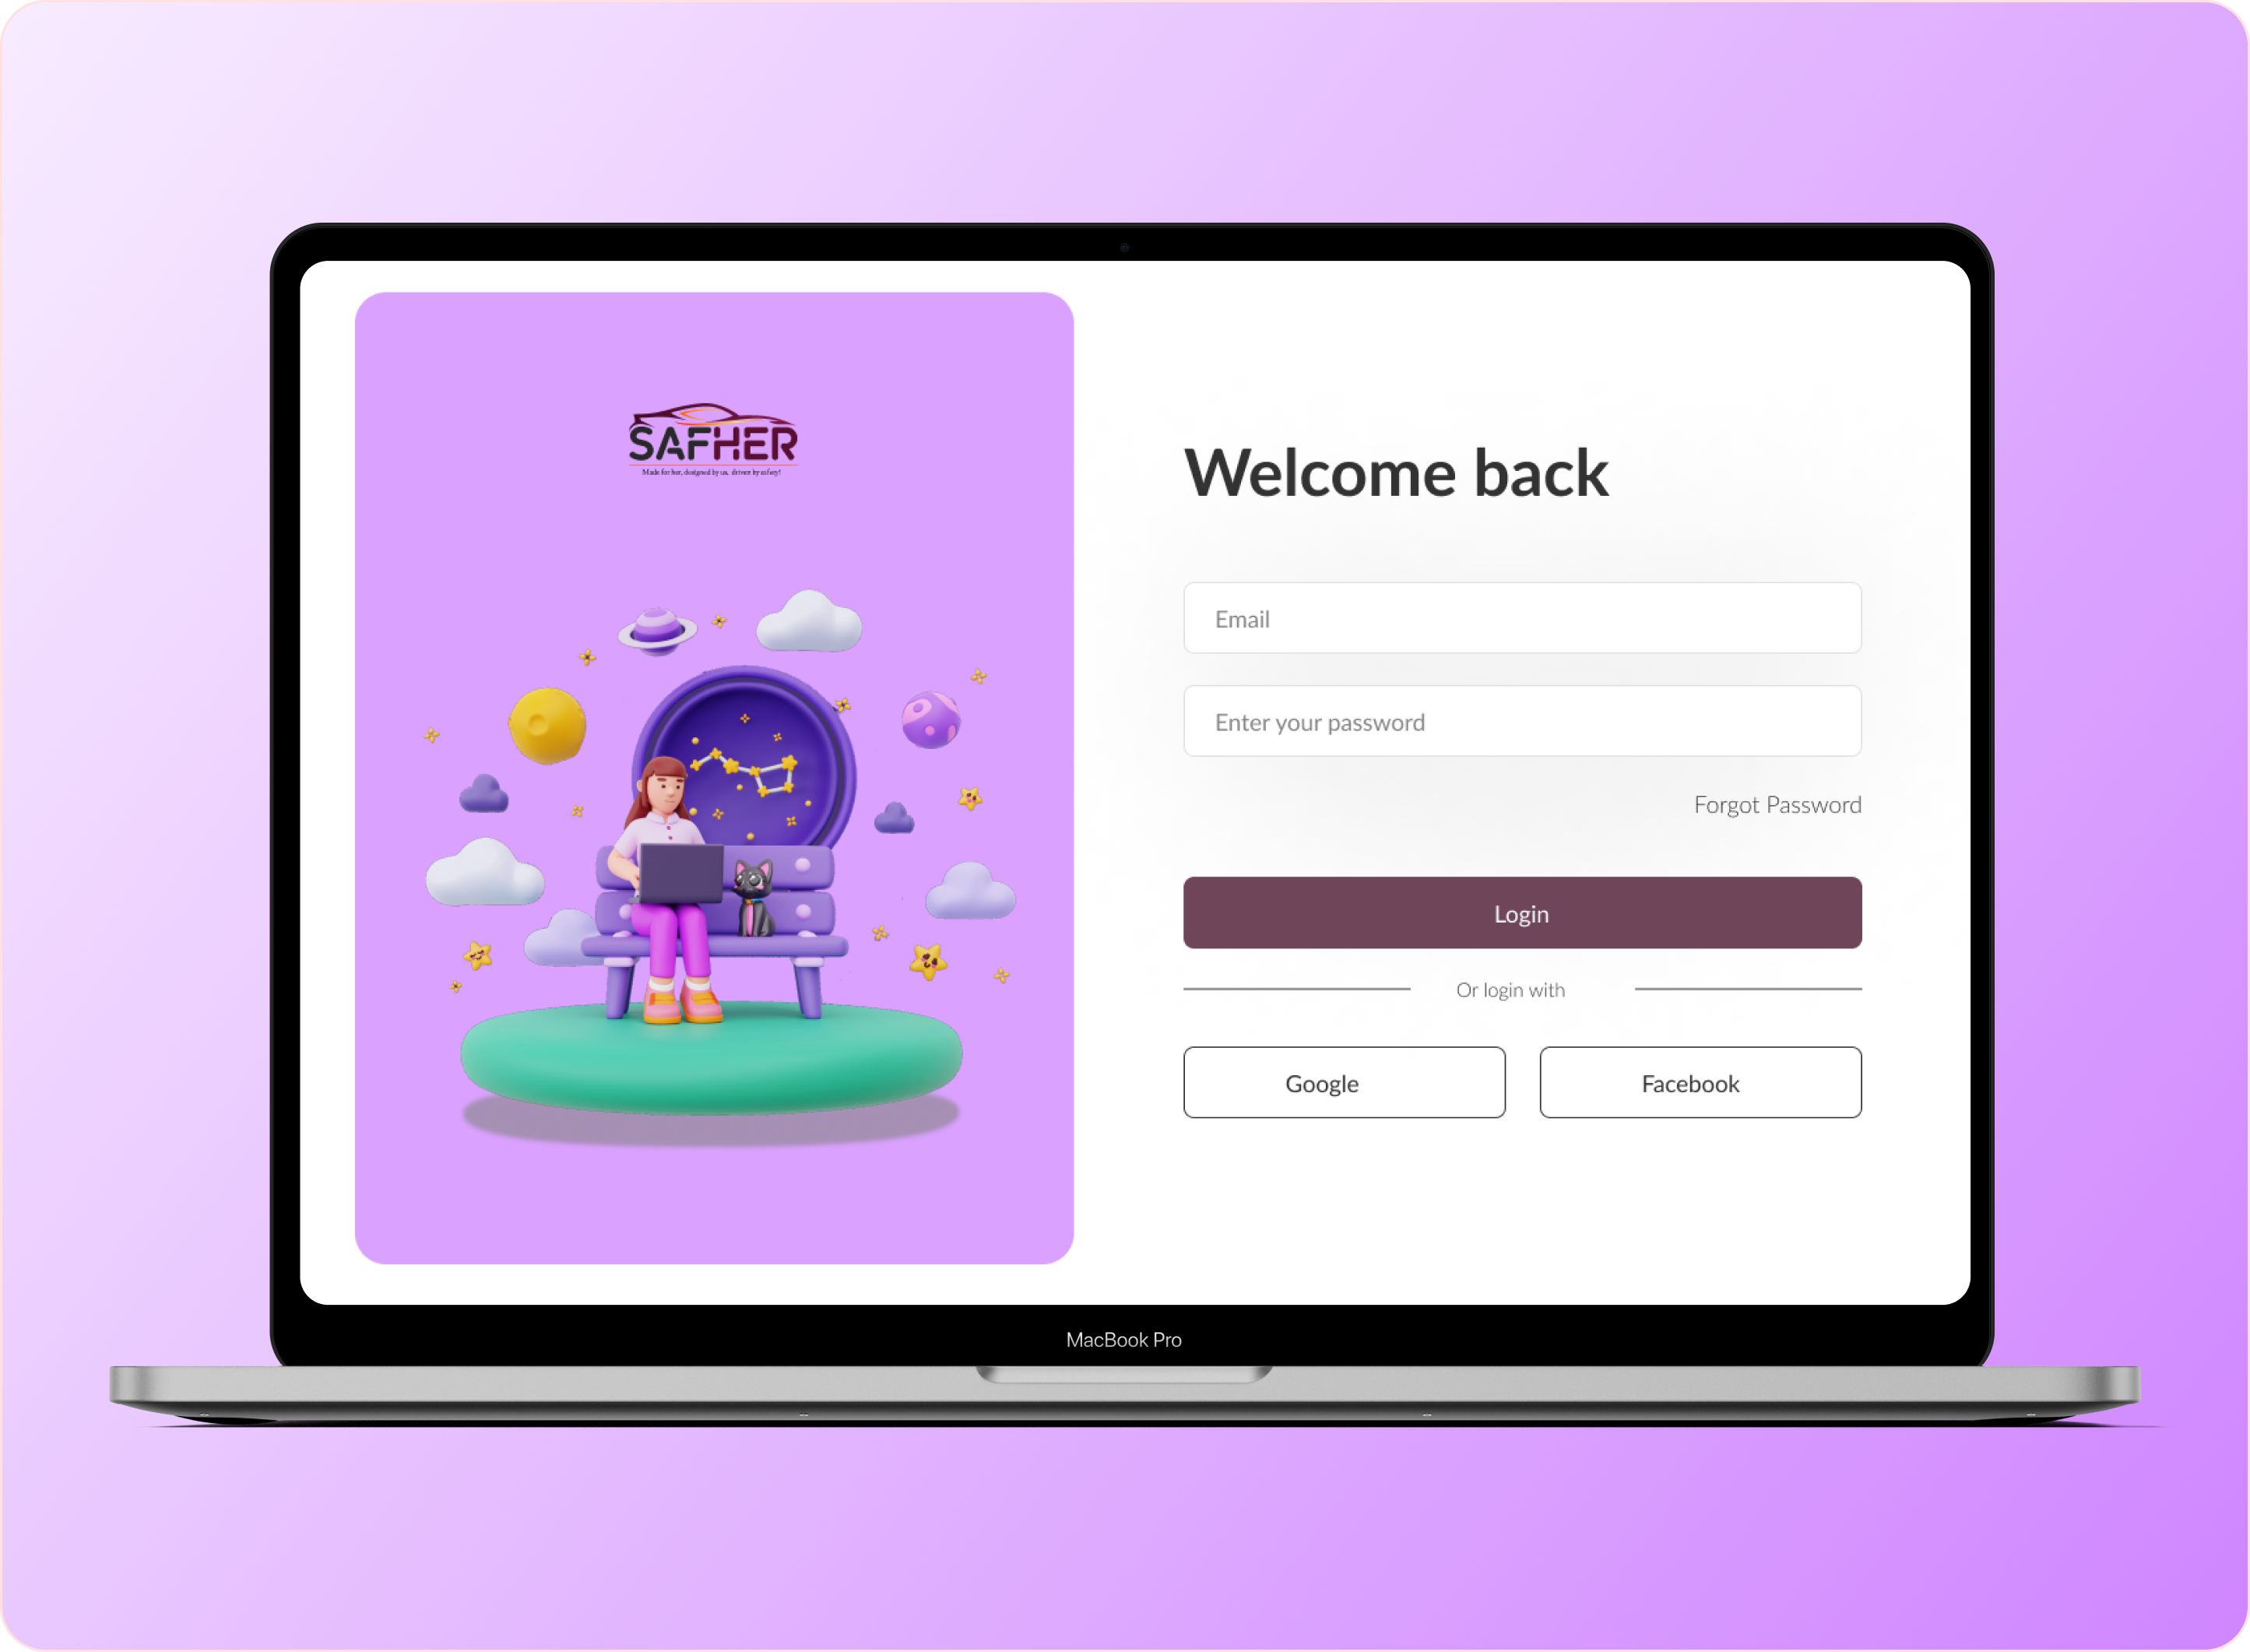 SAFHER
Made for her, designed by us, driven by safety!
Welcome back
Email
Enter your password
Forgot Password
Login
Or login with
Google
Facebook
MacBook Pro